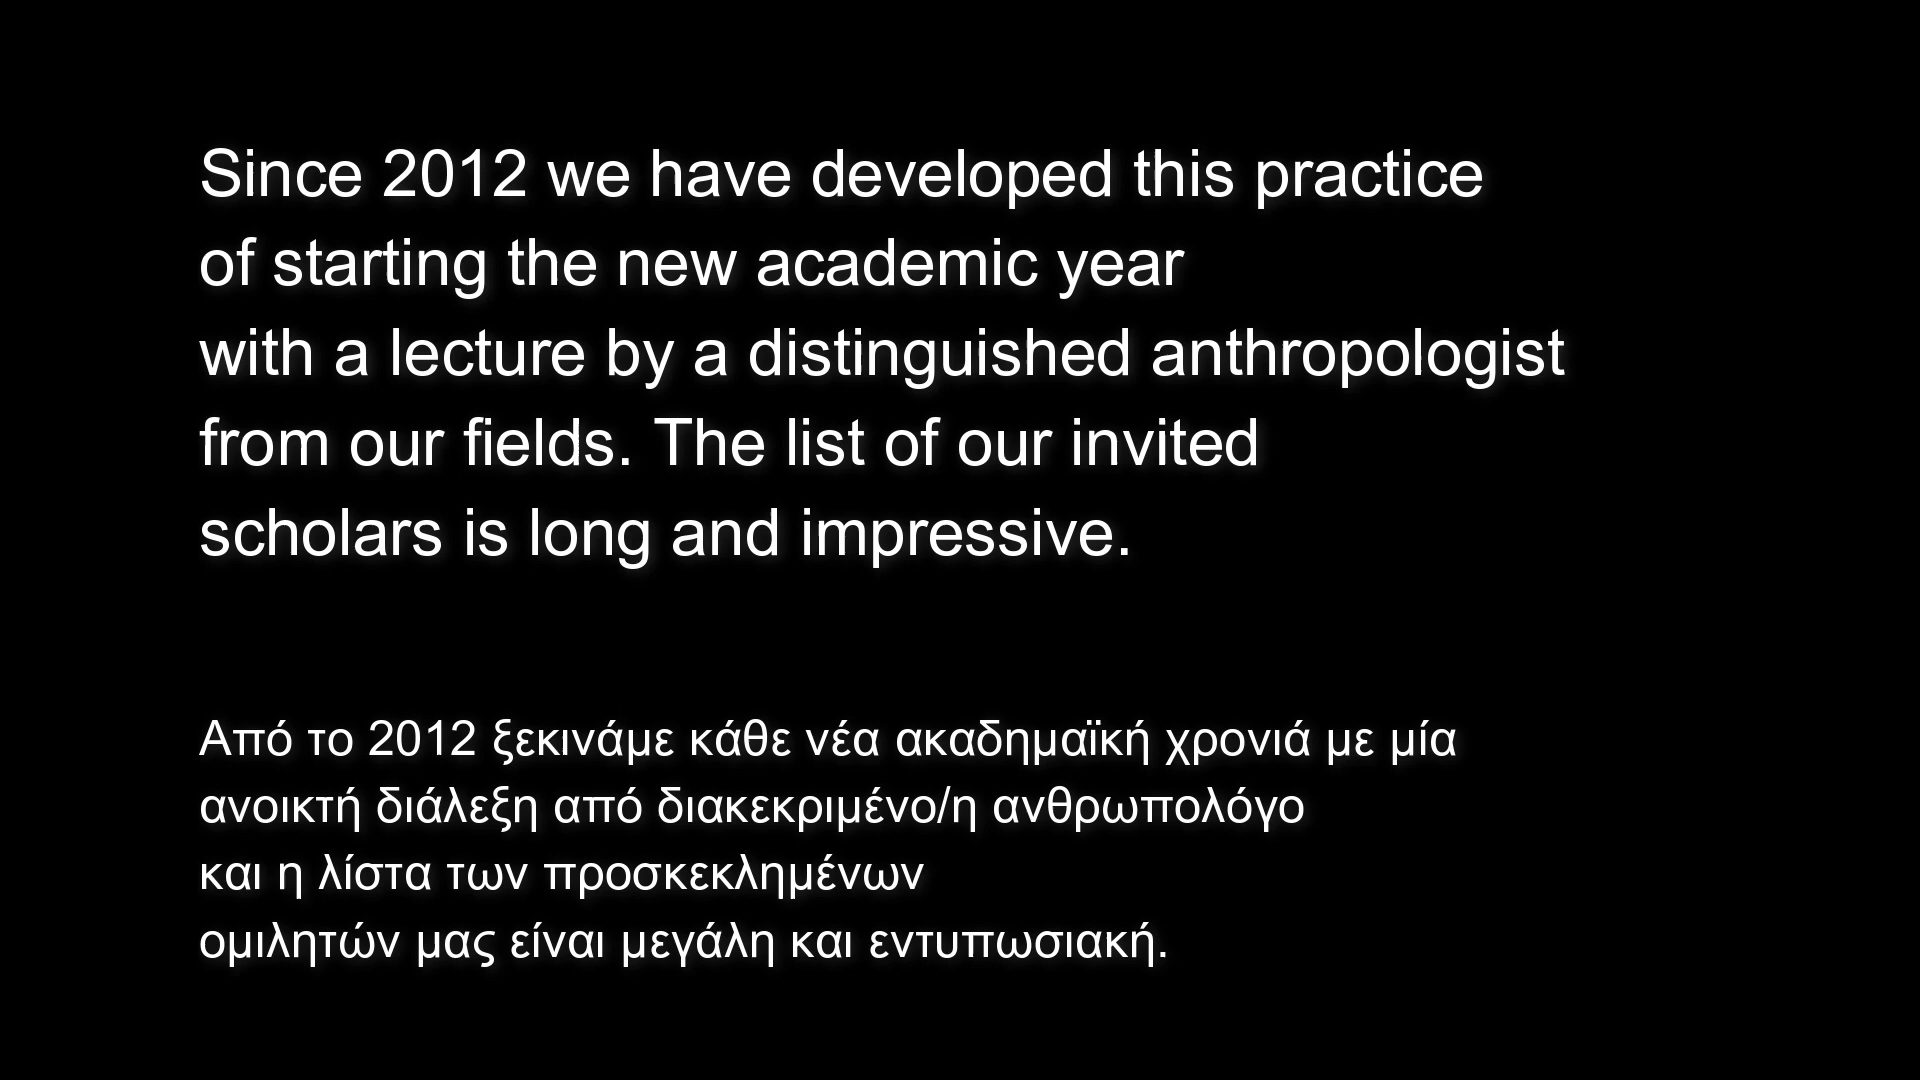 Since 2012 we have developed this practice
of starting the new academic year
with a lecture by a distinguished anthropologist
from our fields. The list of our invited
scholars is long and impressive.
Από το 2012 ξεκινάμε κάθε νέα ακαδημαϊκή χρονιά με μία
ανοικτή διάλεξη από διακεκριμένο/η ανθρωπολόγο
και η λίστα των προσκεκλημένων
ομιλητών μας είναι μεγάλη και εντυπωσιακή.